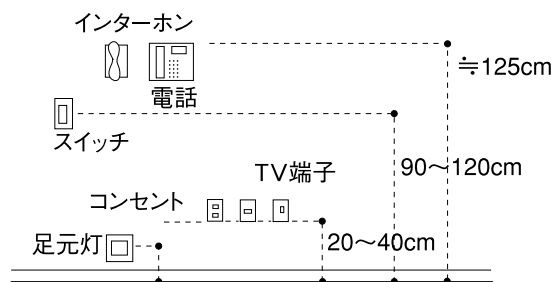 インターホン
電話
≒125cm
スイッチ
90〜120cm
TV端子
コンセント
20〜40cm
足元灯